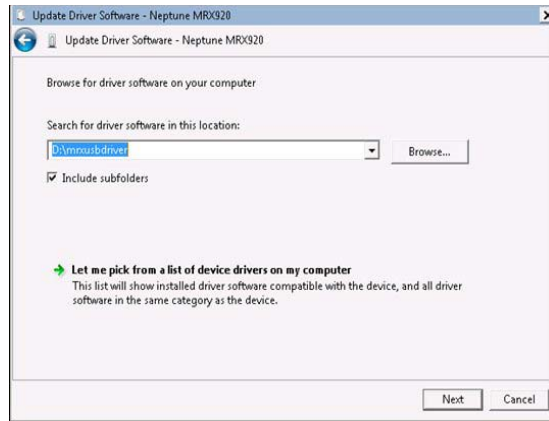 Update Driver Software - Neptune MRX920
Update Driver Software - Neptune MRX920
Browse for driver software on your computer
Search for driver software in this location:
D:\mrxusbdriver
Browse...
Include subfolders
Let me pick from a list of device drivers on my computer
This list will show installed driver software compatible with the device, and all driver
software in the same category as the device.
Next
Cancel